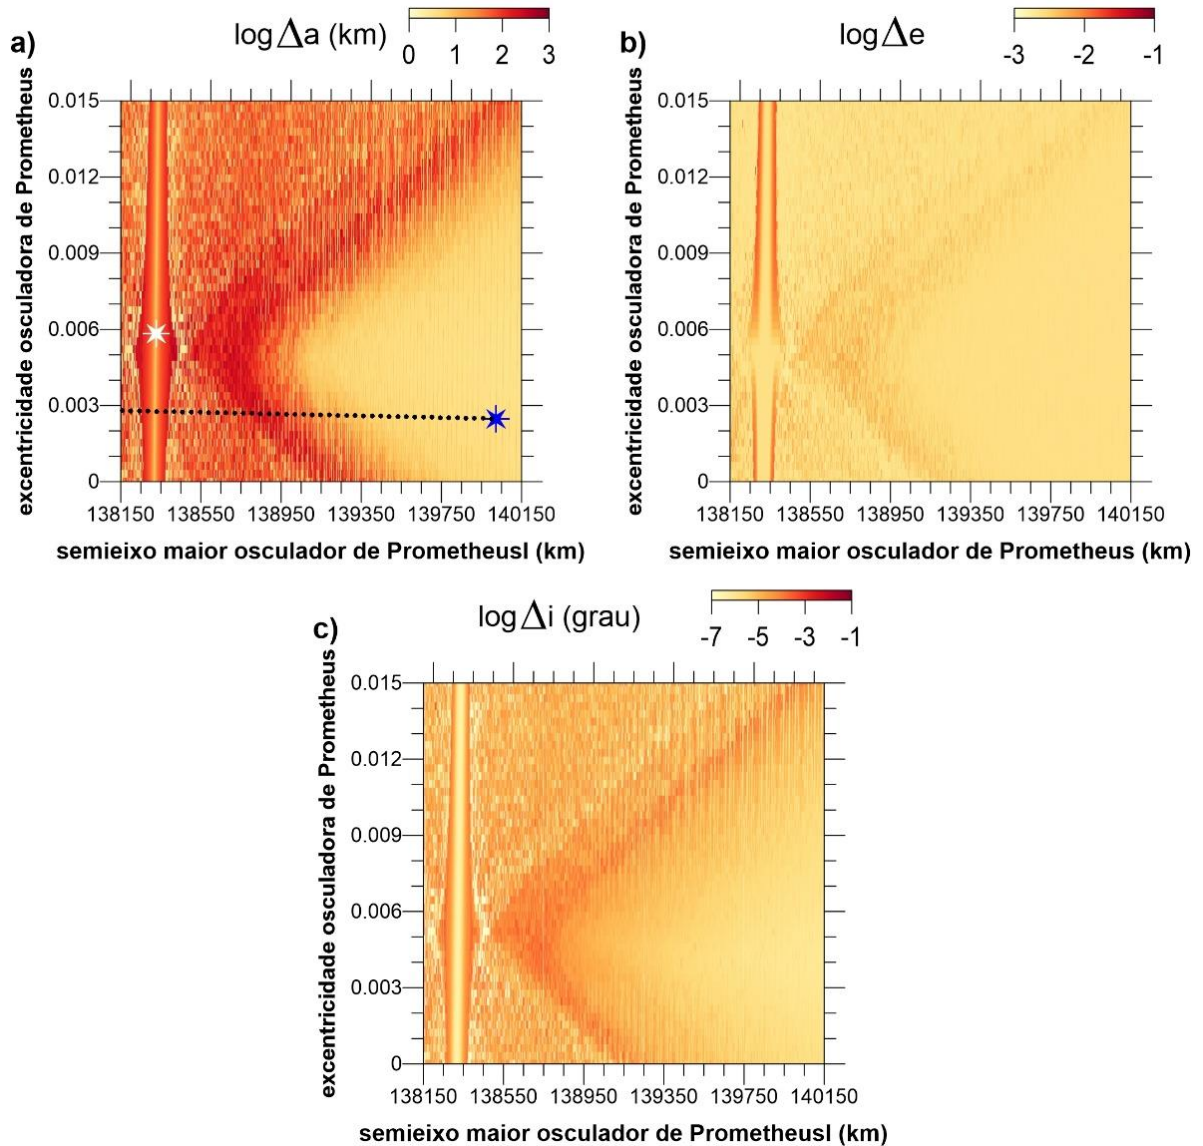 a)
log Δa (km)
0 1 2 3
excentricidade osculadora de Prometheus
0.015
0.012
0.009
0.006
0.003
0
138150 138550 138950 139350 139750 140150
semieixo maior osculador de PrometheusI (km)
b)
log Δe
-3 -2 -1
excentricidade osculadora de Prometheus
0.015
0.012
0.009
0.006
0.003
0
138150 138550 138950 139350 139750 140150
semieixo maior osculador de Prometheus (km)
c)
log Δi (grau)
-7 -5 -3 -1
excentricidade osculadora de Prometheus
0.015
0.012
0.009
0.006
0.003
0
138150 138550 138950 139350 139750 140150
semieixo maior osculador de PrometheusI (km)